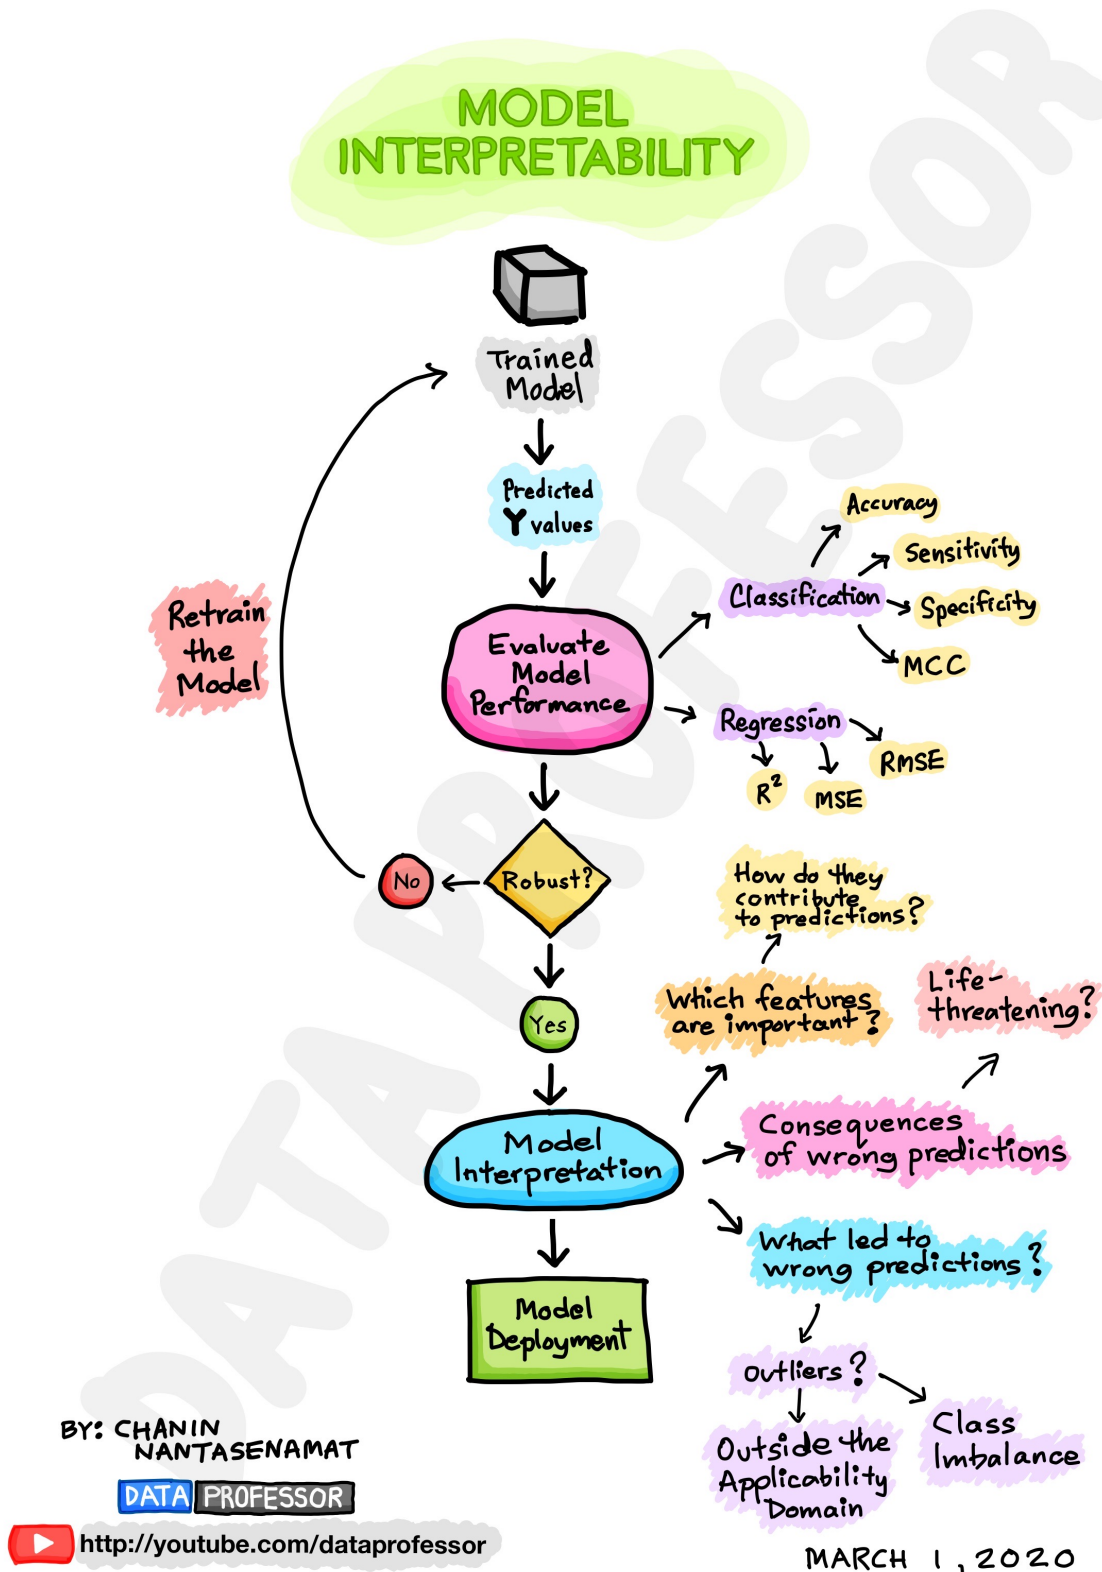 MODEL
INTERPRETABILITY
Trained
Model
Predicted
Y values
Evaluate
Model
Performance
Classification
Accuracy
Sensitivity
Specificity
MCC
Regression
R²
MSE
RMSE
Retrain
the
Model
Robust?
No
Yes
Model
Interpretation
Which features
are important?
How do they
contribute
to predictions?
Consequences
of wrong predictions
Life-
threatening?
What led to
wrong predictions?
Outliers?
Outside the
Applicability
Domain
Class
Imbalance
Model
Deployment
BY: CHANIN
NANTASENAMAT
DATA PROFESSOR
http://youtube.com/dataprofessor
MARCH 1, 2020
DATA PROFESSOR